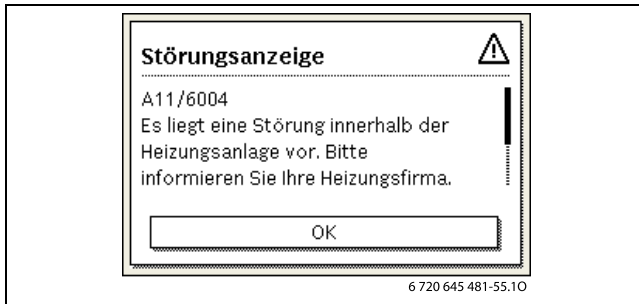 Störungsanzeige
A11/6004
Es liegt eine Störung innerhalb der
Heizungsanlage vor. Bitte
informieren Sie Ihre Heizungsfirma.
OK
6 720 645 481-55.1O